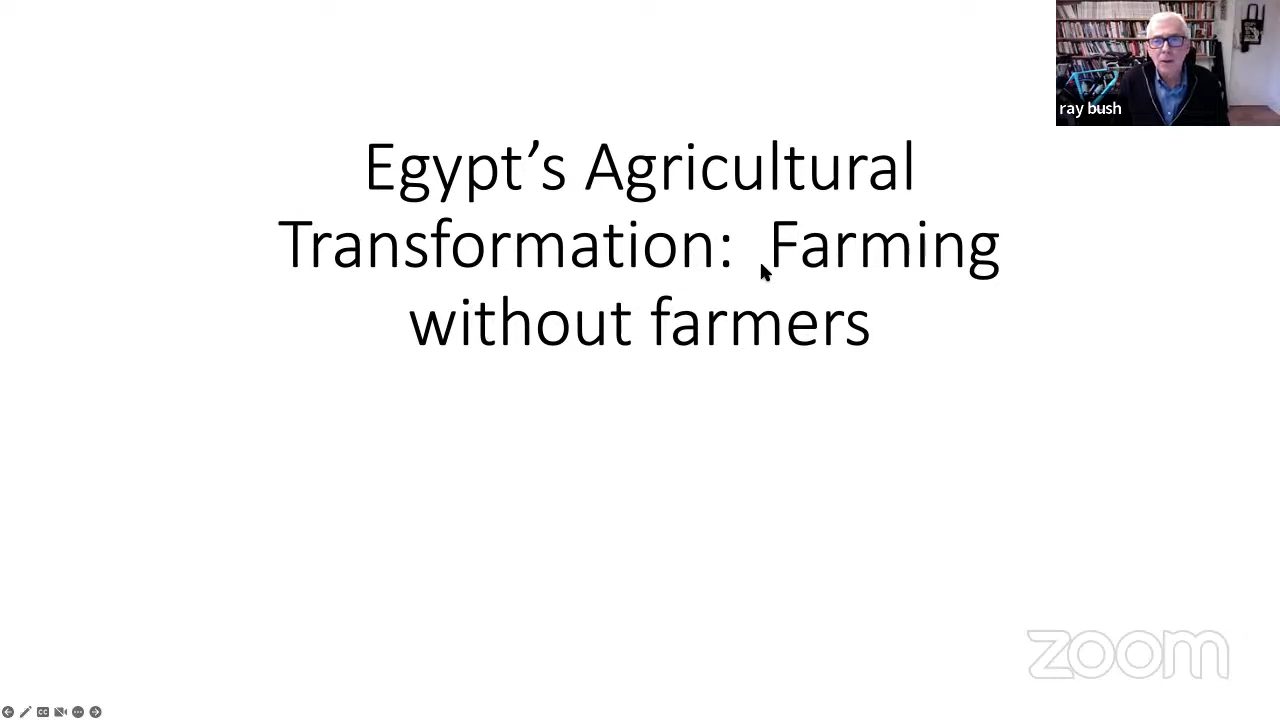 ray bush
Egypt’s Agricultural
Transformation:  Farming
without farmers
zoom